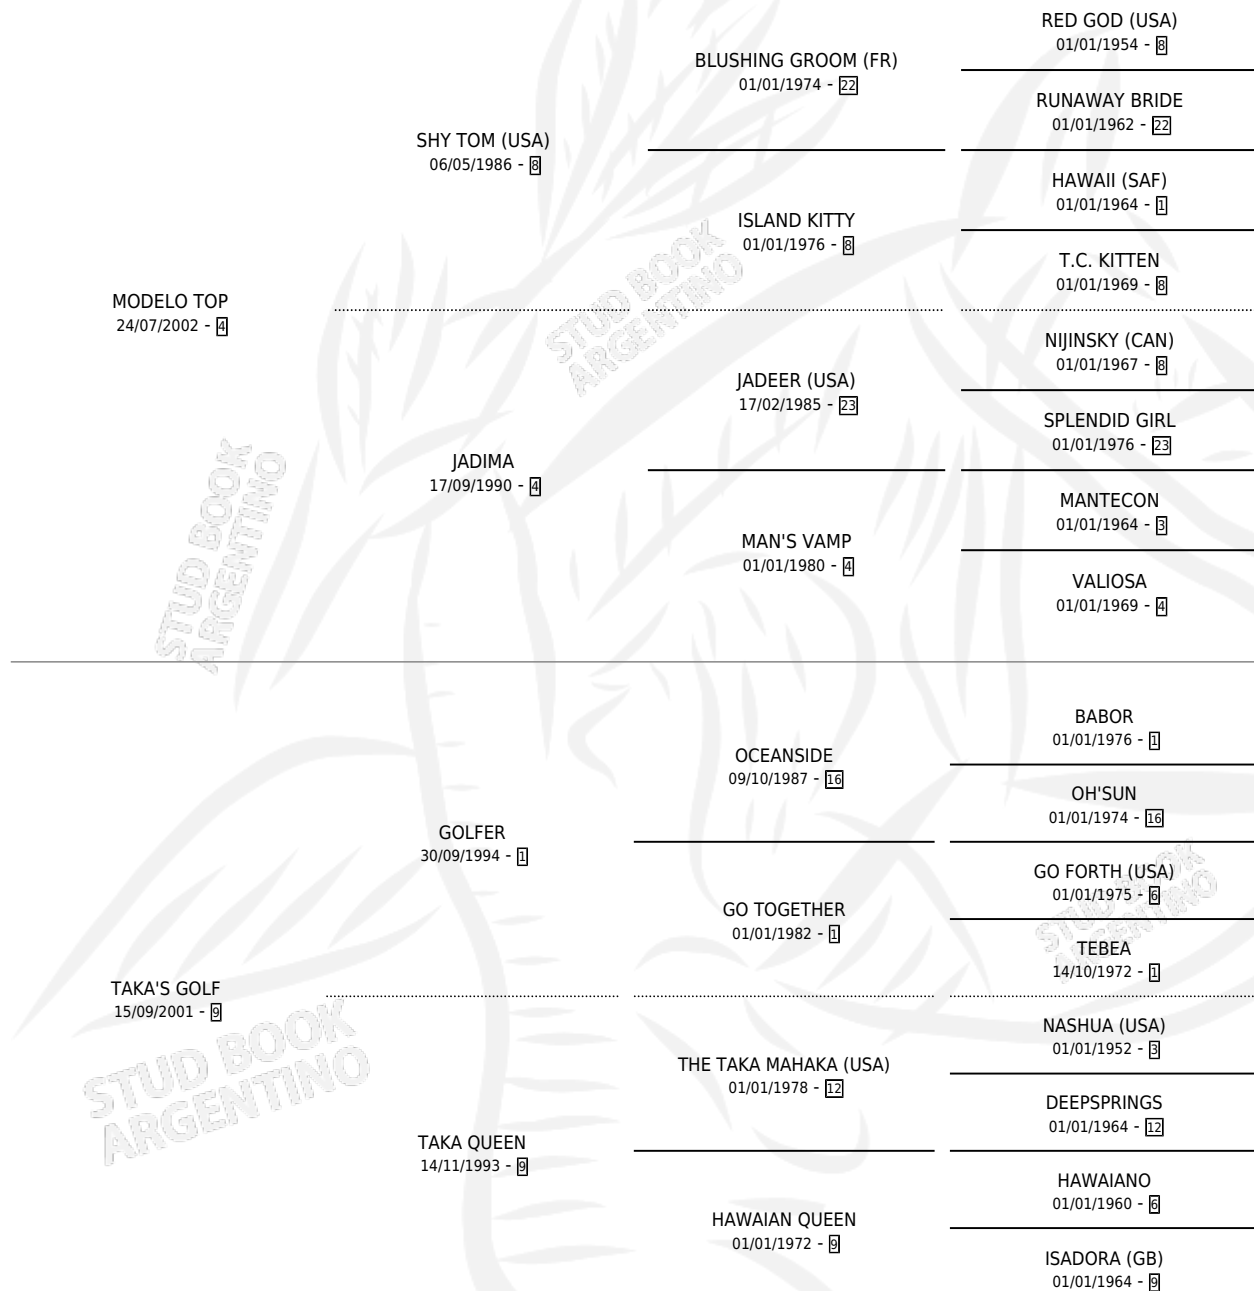 RED GOD (USA)
01/01/1954 - 8
BLUSHING GROOM (FR)
01/01/1974 - 22
RUNAWAY BRIDE
01/01/1962 - 22
SHY TOM (USA)
06/05/1986 - 8
HAWAII (SAF)
01/01/1964 - 1
ISLAND KITTY
01/01/1976 - 8
T.C. KITTEN
01/01/1969 - 8
MODELO TOP
24/07/2002 - 4
STUD BOOK
ARGENTINO
NIJINSKY (CAN)
01/01/1967 - 8
JADEER (USA)
17/02/1985 - 23
SPLENDID GIRL
01/01/1976 - 23
JADIMA
17/09/1990 - 4
MANTECON
01/01/1964 - 3
MAN'S VAMP
01/01/1980 - 4
VALIOSA
01/01/1969 - 4
STUD BOOK
ARGENTINO
BABOR
01/01/1976 - 1
OCEANSIDE
09/10/1987 - 16
OH'SUN
01/01/1974 - 16
GOLFER
30/09/1994 - 1
GO FORTH (USA)
01/01/1975 - 6
GO TOGETHER
01/01/1982 - 1
TEBEA
14/10/1972 - 1
STUD BOOK
ARGENTINO
TAKA'S GOLF
15/09/2001 - 9
NASHUA (USA)
01/01/1952 - 3
THE TAKA MAHAKA (USA)
01/01/1978 - 12
DEEPSPRINGS
01/01/1964 - 12
STUD BOOK
ARGENTINO
TAKA QUEEN
14/11/1993 - 9
HAWAIANO
01/01/1960 - 6
HAWAIAN QUEEN
01/01/1972 - 9
ISADORA (GB)
01/01/1964 - 9